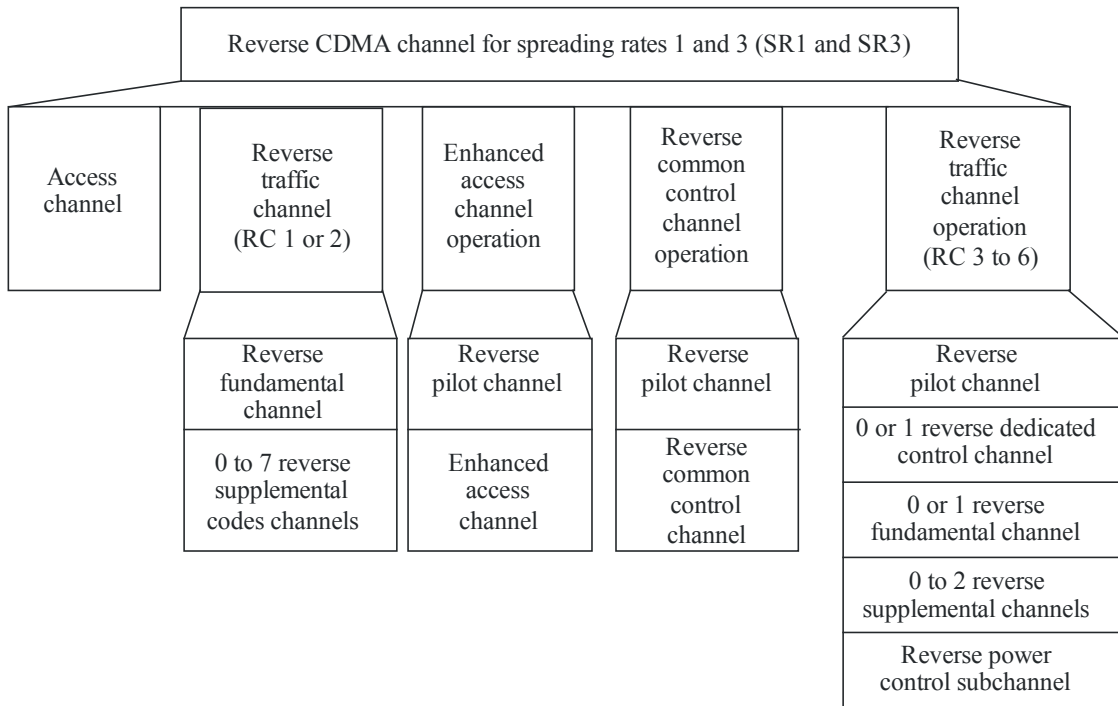 Reverse CDMA channel for spreading rates 1 and 3 (SR1 and SR3)
Access
channel
Reverse
traffic
channel
(RC 1 or 2)
Enhanced
access
channel
operation
Reverse
common
control
channel
operation
Reverse
traffic
channel
operation
(RC 3 to 6)
Reverse
fundamental
channel
0 to 7 reverse
supplemental
codes channels
Reverse
pilot channel
Enhanced
access
channel
Reverse
pilot channel
Reverse
common
control
channel
Reverse
pilot channel
0 or 1 reverse dedicated
control channel
0 or 1 reverse
fundamental channel
0 to 2 reverse
supplemental channels
Reverse power
control subchannel